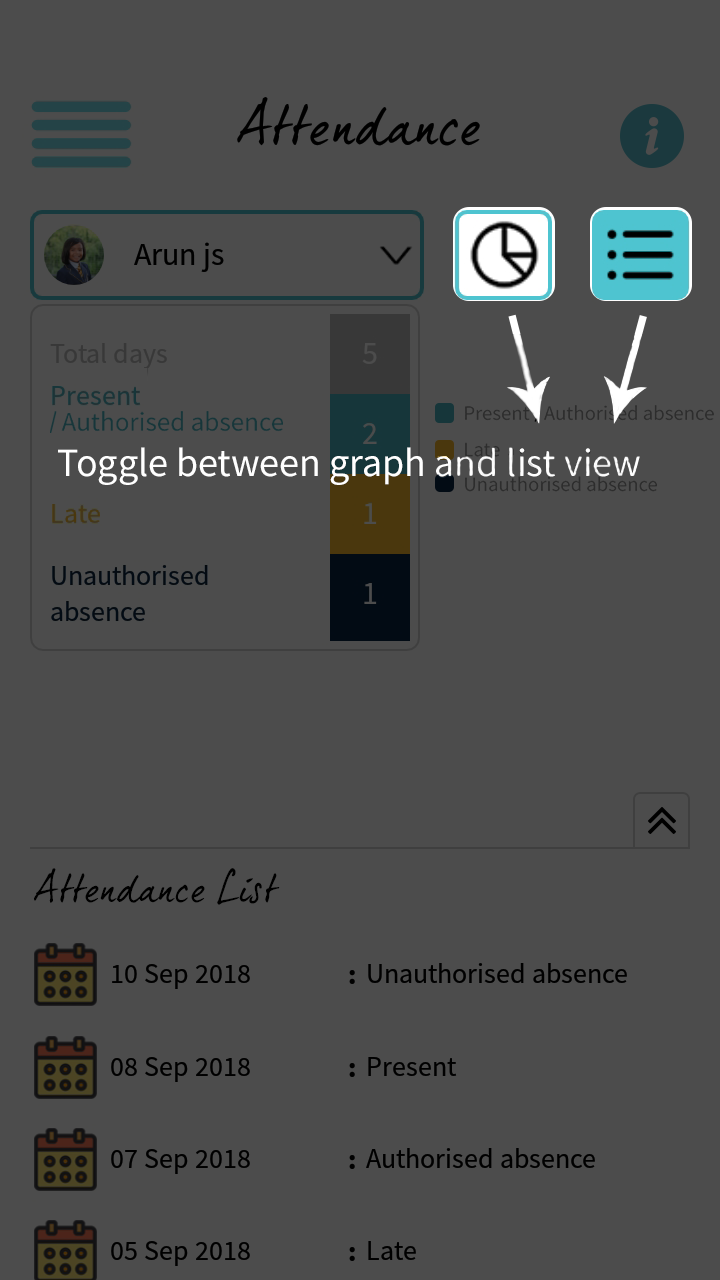 Attendance
i
Arun js
Total days 5
Present
/ Authorised absence 2
Late 1
Unauthorised
absence 1
Present / Authorised absence
Late
Unauthorised absence
Toggle between graph and list view
Attendance List
10 Sep 2018 : Unauthorised absence
08 Sep 2018 : Present
07 Sep 2018 : Authorised absence
05 Sep 2018 : Late